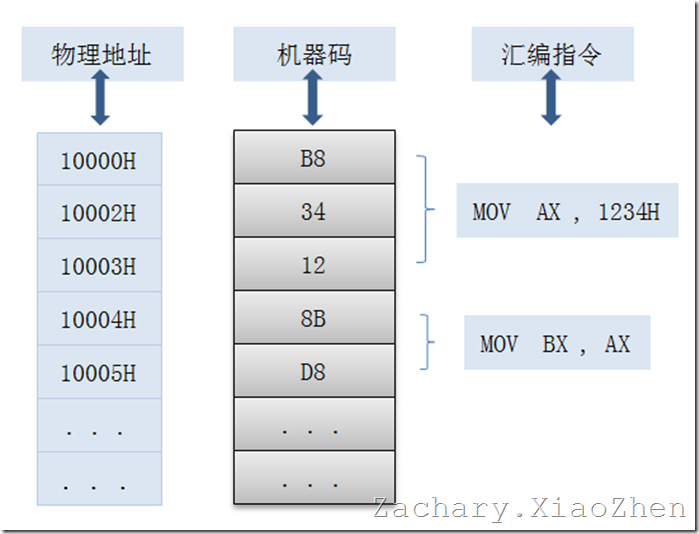 物理地址 机器码 汇编指令
10000H B8
10002H 34 MOV AX , 1234H
10003H 12
10004H 8B MOV BX , AX
10005H D8
. . . . . .
. . . . . .
Zachary.XiaoZhen